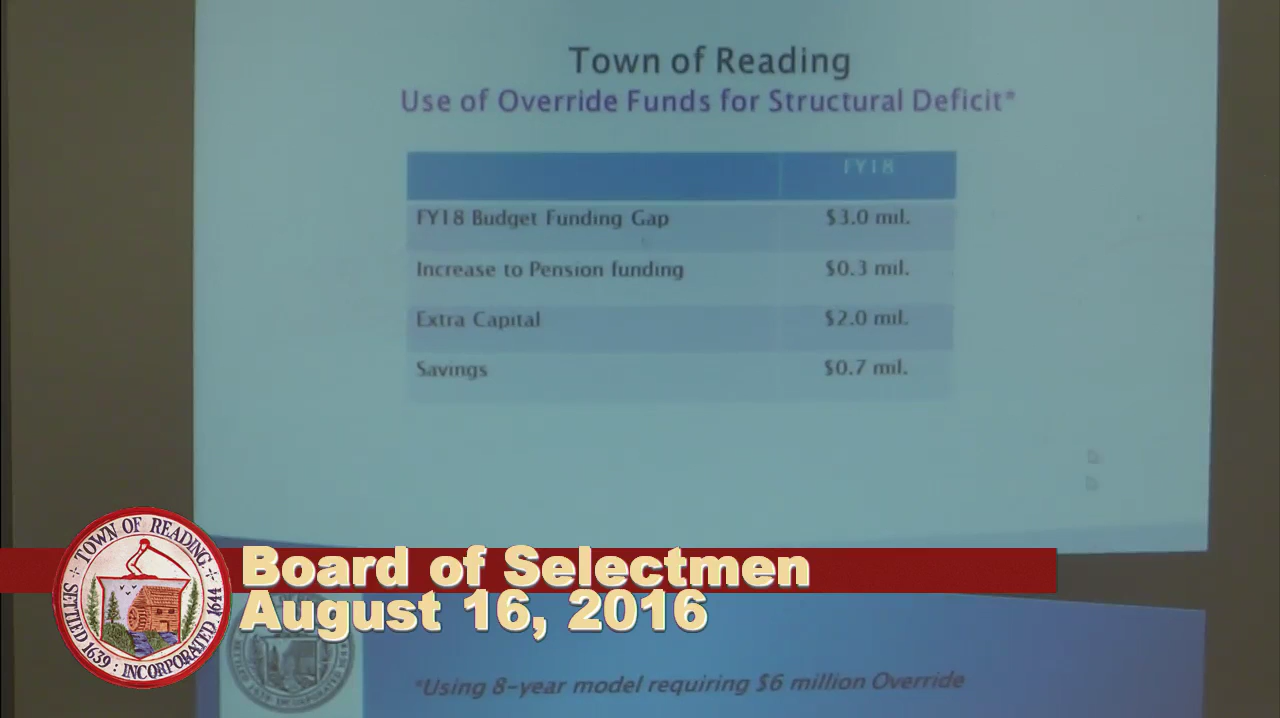 Town of Reading
Use of Override Funds for Structural Deficit*
FY18
FY18 Budget Funding Gap $3.0 mil.
Increase to Pension funding $0.3 mil.
Extra Capital $2.0 mil.
Savings $0.7 mil.
Board of Selectmen
August 16, 2016
TOWN OF READING
SETTLED 1639 : INCORPORATED 1644
*Using 8-year model requiring $6 million Override